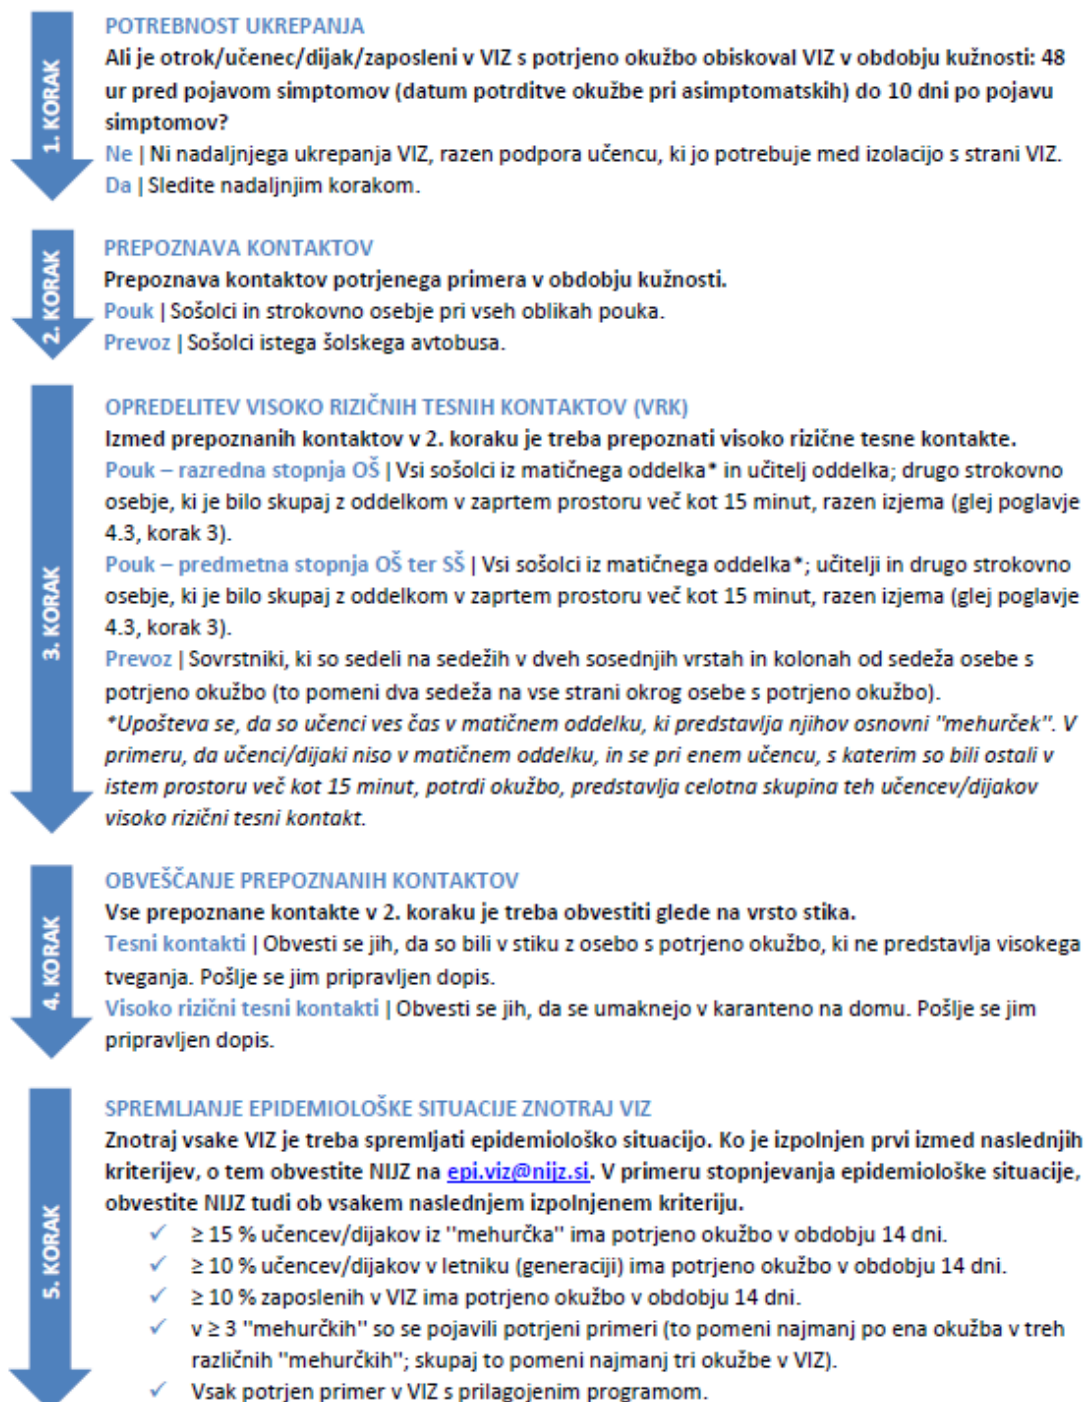 1. KORAK
POTREBNOST UKREPANJA
Ali je otrok/učenec/dijak/zaposleni v VIZ s potrjeno okužbo obiskoval VIZ v obdobju kužnosti: 48
ur pred pojavom simptomov (datum potrditve okužbe pri asimptomatskih) do 10 dni po pojavu
simptomov?
Ne | Ni nadaljnjega ukrepanja VIZ, razen podpora učencu, ki jo potrebuje med izolacijo s strani VIZ.
Da | Sledite nadaljnjim korakom.
2. KORAK
PREPOZNAVA KONTAKTOV
Prepoznava kontaktov potrjenega primera v obdobju kužnosti.
Pouk | Sošolci in strokovno osebje pri vseh oblikah pouka.
Prevoz | Sošolci istega šolskega avtobusa.
3. KORAK
OPREDELITEV VISOKO RIZIČNIH TESNIH KONTAKTOV (VRK)
Izmed prepoznanih kontaktov v 2. koraku je treba prepoznati visoko rizične tesne kontakte.
Pouk – razredna stopnja OŠ | Vsi sošolci iz matičnega oddelka* in učitelj oddelka; drugo strokovno
osebje, ki je bilo skupaj z oddelkom v zaprtem prostoru več kot 15 minut, razen izjema (glej poglavje
4.3, korak 3).
Pouk – predmetna stopnja OŠ ter SŠ | Vsi sošolci iz matičnega oddelka*; učitelji in drugo strokovno
osebje, ki je bilo skupaj z oddelkom v zaprtem prostoru več kot 15 minut, razen izjema (glej poglavje
4.3, korak 3).
Prevoz | Sovrstniki, ki so sedeli na sedežih v dveh sosednjih vrstah in kolonah od sedeža osebe s
potrjeno okužbo (to pomeni dva sedeža na vse strani okrog osebe s potrjeno okužbo).
*Upošteva se, da so učenci ves čas v matičnem oddelku, ki predstavlja njihov osnovni "mehurček". V
primeru, da učenci/dijaki niso v matičnem oddelku, in se pri enem učencu, s katerim so bili ostali v
istem prostoru več kot 15 minut, potrdi okužbo, predstavlja celotna skupina teh učencev/dijakov
visoko rizični tesni kontakt.
4. KORAK
OBVEŠČANJE PREPOZNANIH KONTAKTOV
Vse prepoznane kontakte v 2. koraku je treba obvestiti glede na vrsto stika.
Tesni kontakti | Obvesti se jih, da so bili v stiku z osebo s potrjeno okužbo, ki ne predstavlja visokega
tveganja. Pošlje se jim pripravljen dopis.
Visoko rizični tesni kontakti | Obvesti se jih, da se umaknejo v karanteno na domu. Pošlje se jim
pripravljen dopis.
5. KORAK
SPREMLJANJE EPIDEMIOLOŠKE SITUACIJE ZNOTRAJ VIZ
Znotraj vsake VIZ je treba spremljati epidemiološko situacijo. Ko je izpolnjen prvi izmed naslednjih
kriterijev, o tem obvestite NIJZ na epi.viz@nijz.si. V primeru stopnjevanja epidemiološke situacije,
obvestite NIJZ tudi ob vsakem naslednjem izpolnjenem kriteriju.
✓ ≥ 15 % učencev/dijakov iz "mehurčka" ima potrjeno okužbo v obdobju 14 dni.
✓ ≥ 10 % učencev/dijakov v letniku (generaciji) ima potrjeno okužbo v obdobju 14 dni.
✓ ≥ 10 % zaposlenih v VIZ ima potrjeno okužbo v obdobju 14 dni.
✓ v ≥ 3 "mehurčkih" so se pojavili potrjeni primeri (to pomeni najmanj po ena okužba v treh
različnih "mehurčkih"; skupaj to pomeni najmanj tri okužbe v VIZ).
✓ Vsak potrjen primer v VIZ s prilagojenim programom.